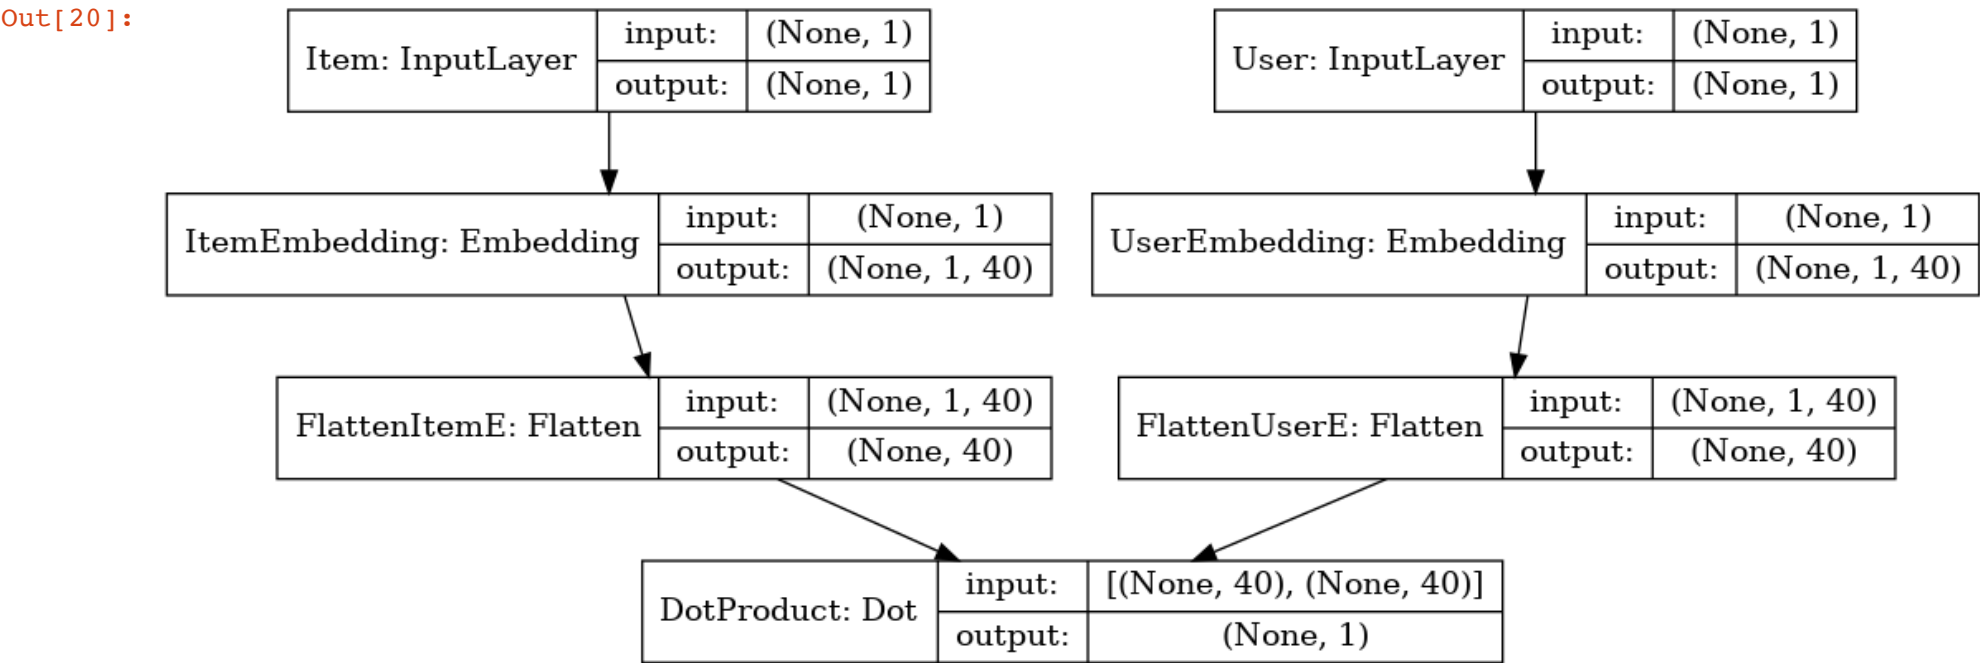 Out[20]:
Item: InputLayer input: (None, 1)
output: (None, 1)
User: InputLayer input: (None, 1)
output: (None, 1)
ItemEmbedding: Embedding input: (None, 1)
output: (None, 1, 40)
UserEmbedding: Embedding input: (None, 1)
output: (None, 1, 40)
FlattenItemE: Flatten input: (None, 1, 40)
output: (None, 40)
FlattenUserE: Flatten input: (None, 1, 40)
output: (None, 40)
DotProduct: Dot input: [(None, 40), (None, 40)]
output: (None, 1)